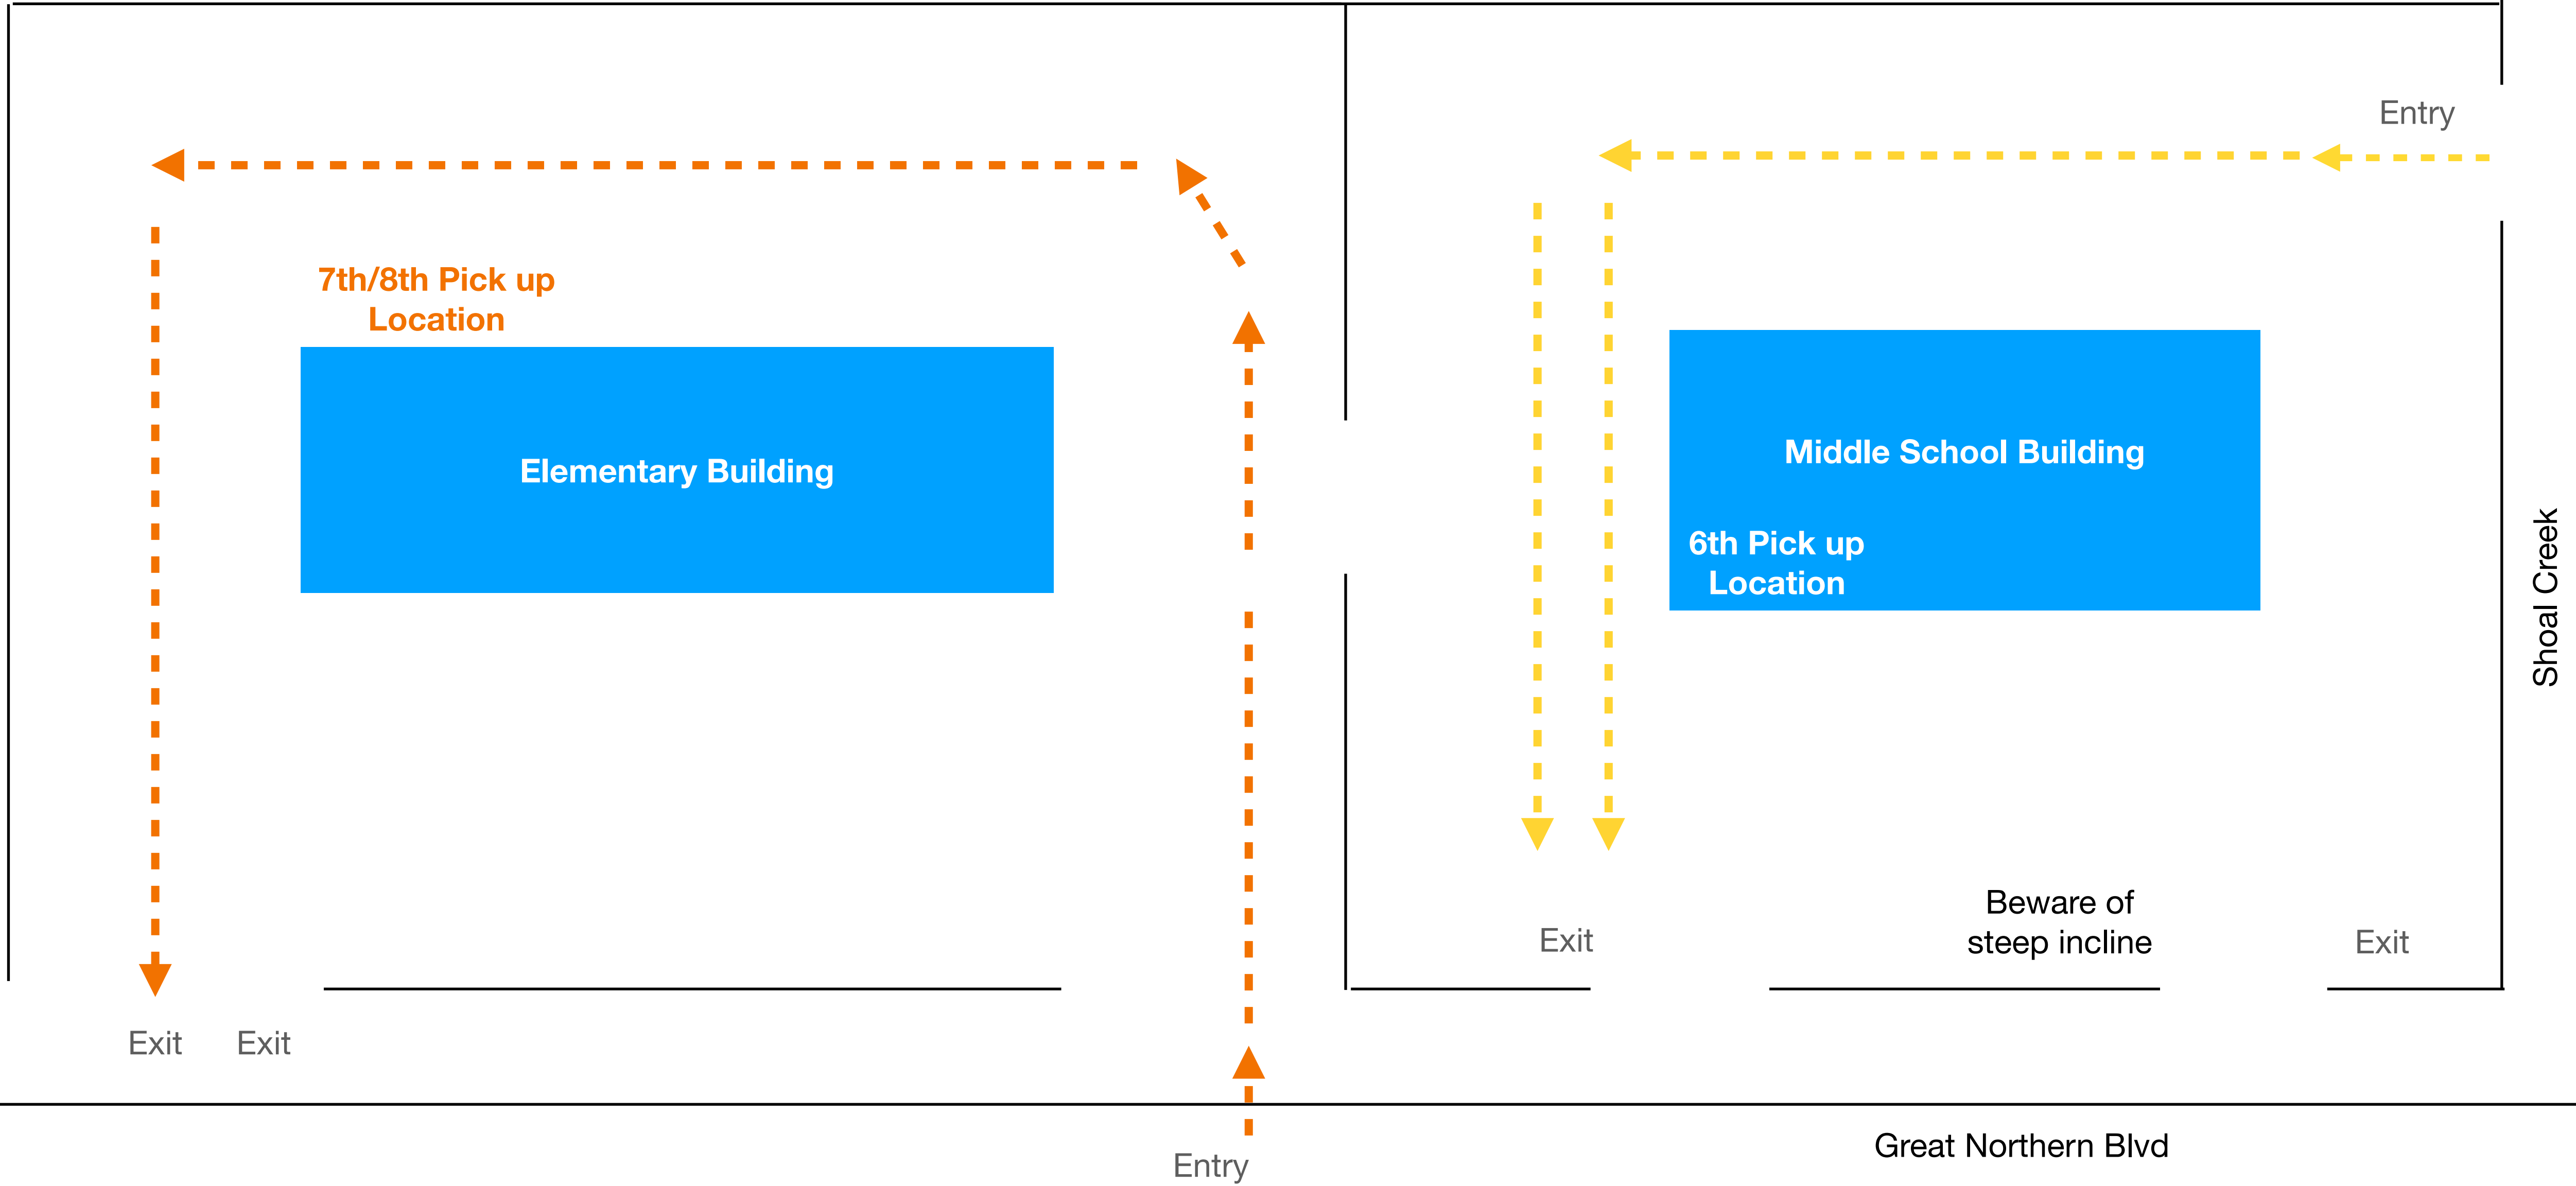 Entry
7th/8th Pick up
Location
Elementary Building
Middle School Building
6th Pick up
Location
Shoal Creek
Beware of
steep incline
Exit
Exit
Exit
Exit
Great Northern Blvd
Entry